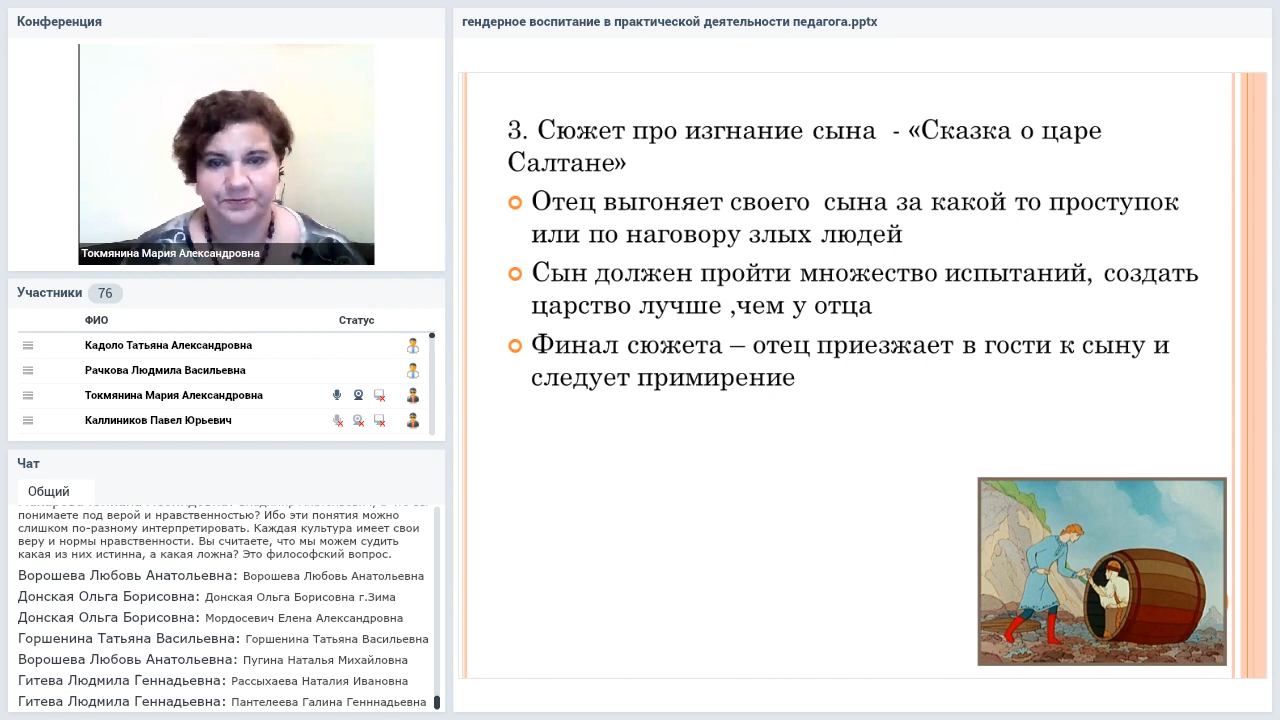 Конференция
Токмянина Мария Александровна
Участники 76
ФИО Статус
Кадоло Татьяна Александровна
Рачкова Людмила Васильевна
Токмянина Мария Александровна
Каллиников Павел Юрьевич
Чат
Общий
понимаете под верой и нравственностью? Ибо эти понятия можно
слишком по-разному интерпретировать. Каждая культура имеет свои
веру и нормы нравственности. Вы считаете, что мы можем судить
какая из них истинна, а какая ложна? Это философский вопрос.
Ворошева Любовь Анатольевна: Ворошева Любовь Анатольевна
Донская Ольга Борисовна: Донская Ольга Борисовна г.Зима
Донская Ольга Борисовна: Мордосевич Елена Александровна
Горшенина Татьяна Васильевна: Горшенина Татьяна Васильевна
Ворошева Любовь Анатольевна: Пугина Наталья Михайловна
Гитева Людмила Геннадьевна: Рассыхаева Наталия Ивановна
Гитева Людмила Геннадьевна: Пантелеева Галина Генннадьевна
гендерное воспитание в практической деятельности педагога.pptx
3. Сюжет про изгнание сына - «Сказка о царе
Салтане»
Отец выгоняет своего сына за какой то проступок
или по наговору злых людей
Сын должен пройти множество испытаний, создать
царство лучше ,чем у отца
Финал сюжета – отец приезжает в гости к сыну и
следует примирение